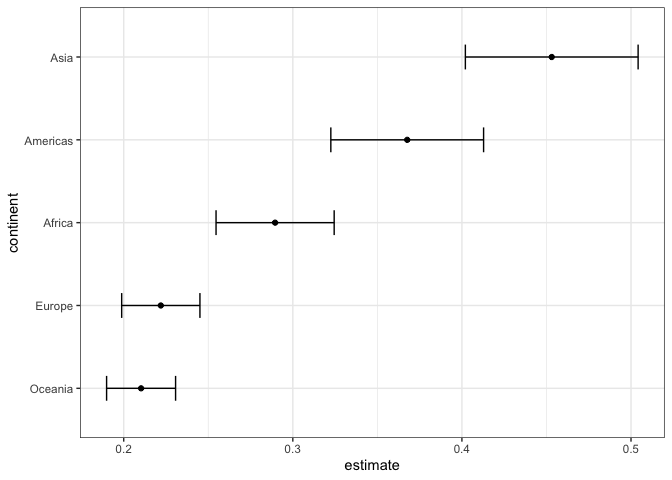 Asia
Americas
Africa
Europe
Oceania
continent
0.2 0.3 0.4 0.5
estimate